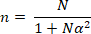 n = N / (1 + Nα²)